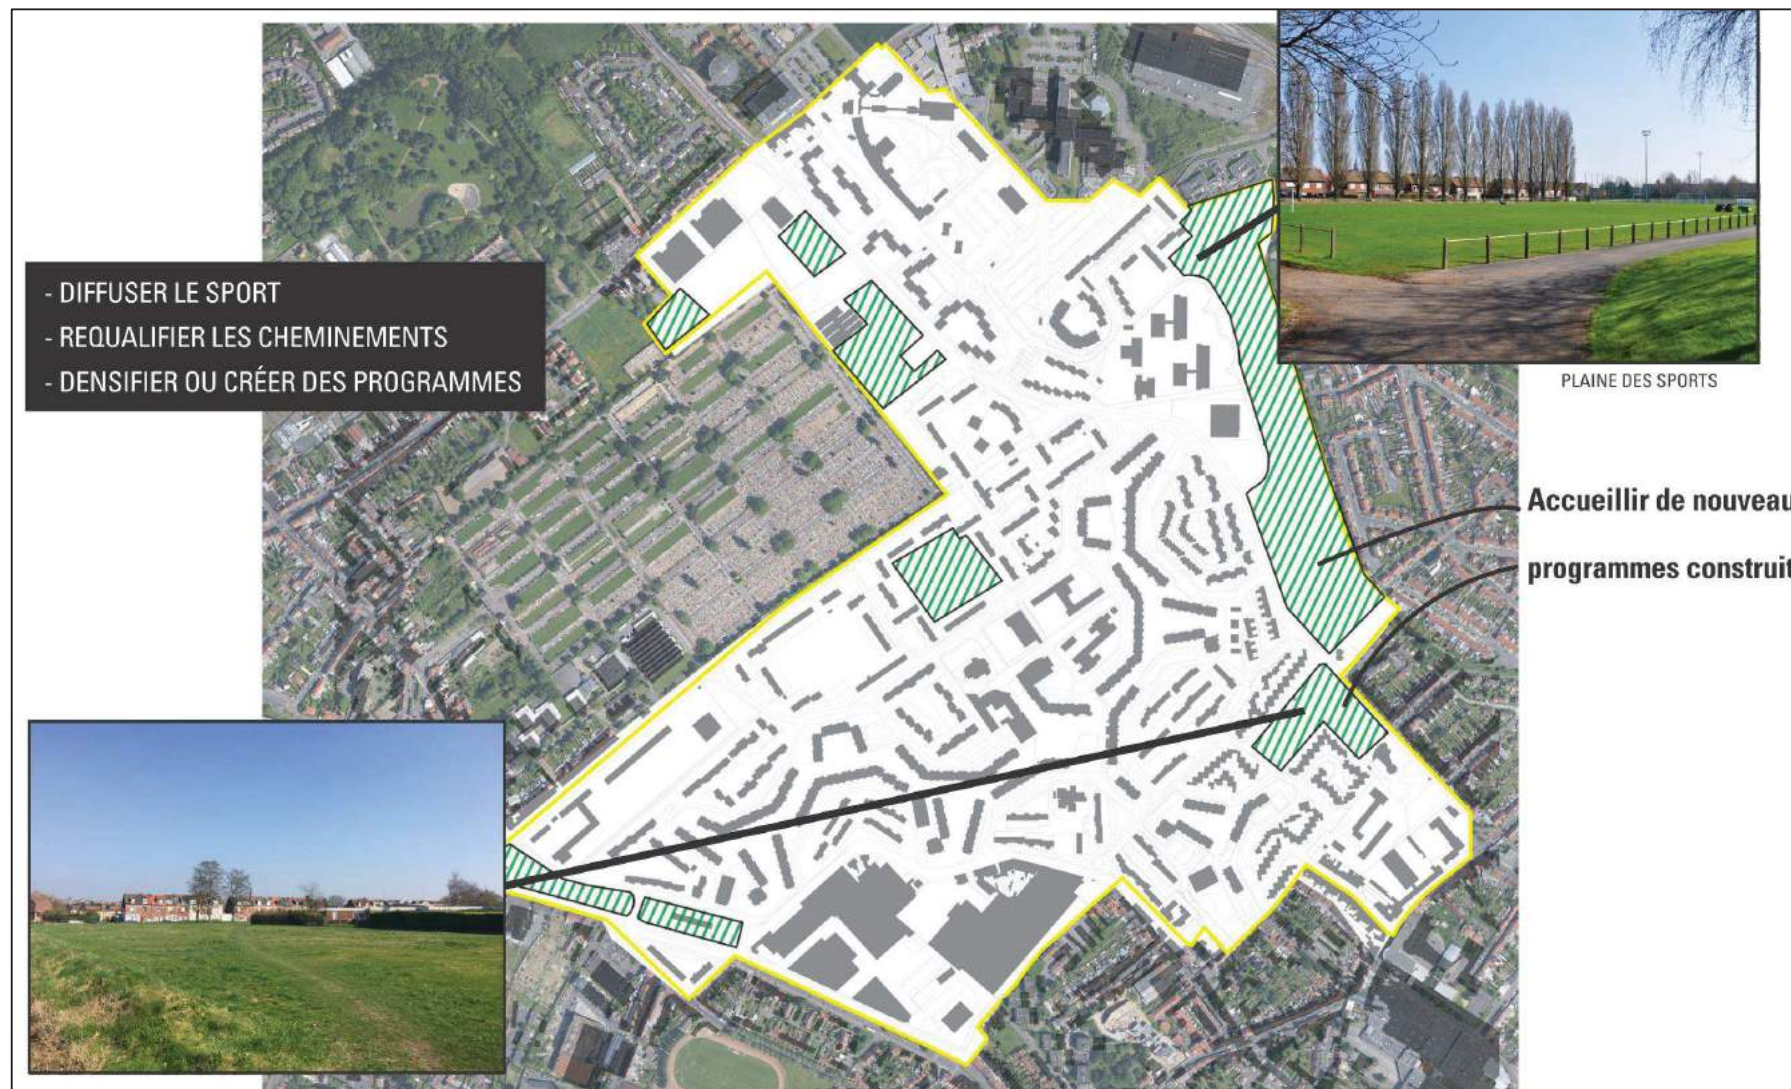 - DIFFUSER LE SPORT
- REQUALIFIER LES CHEMINEMENTS
- DENSIFIER OU CRÉER DES PROGRAMMES
PLAINE DES SPORTS
Accueillir de nouveau
programmes construit